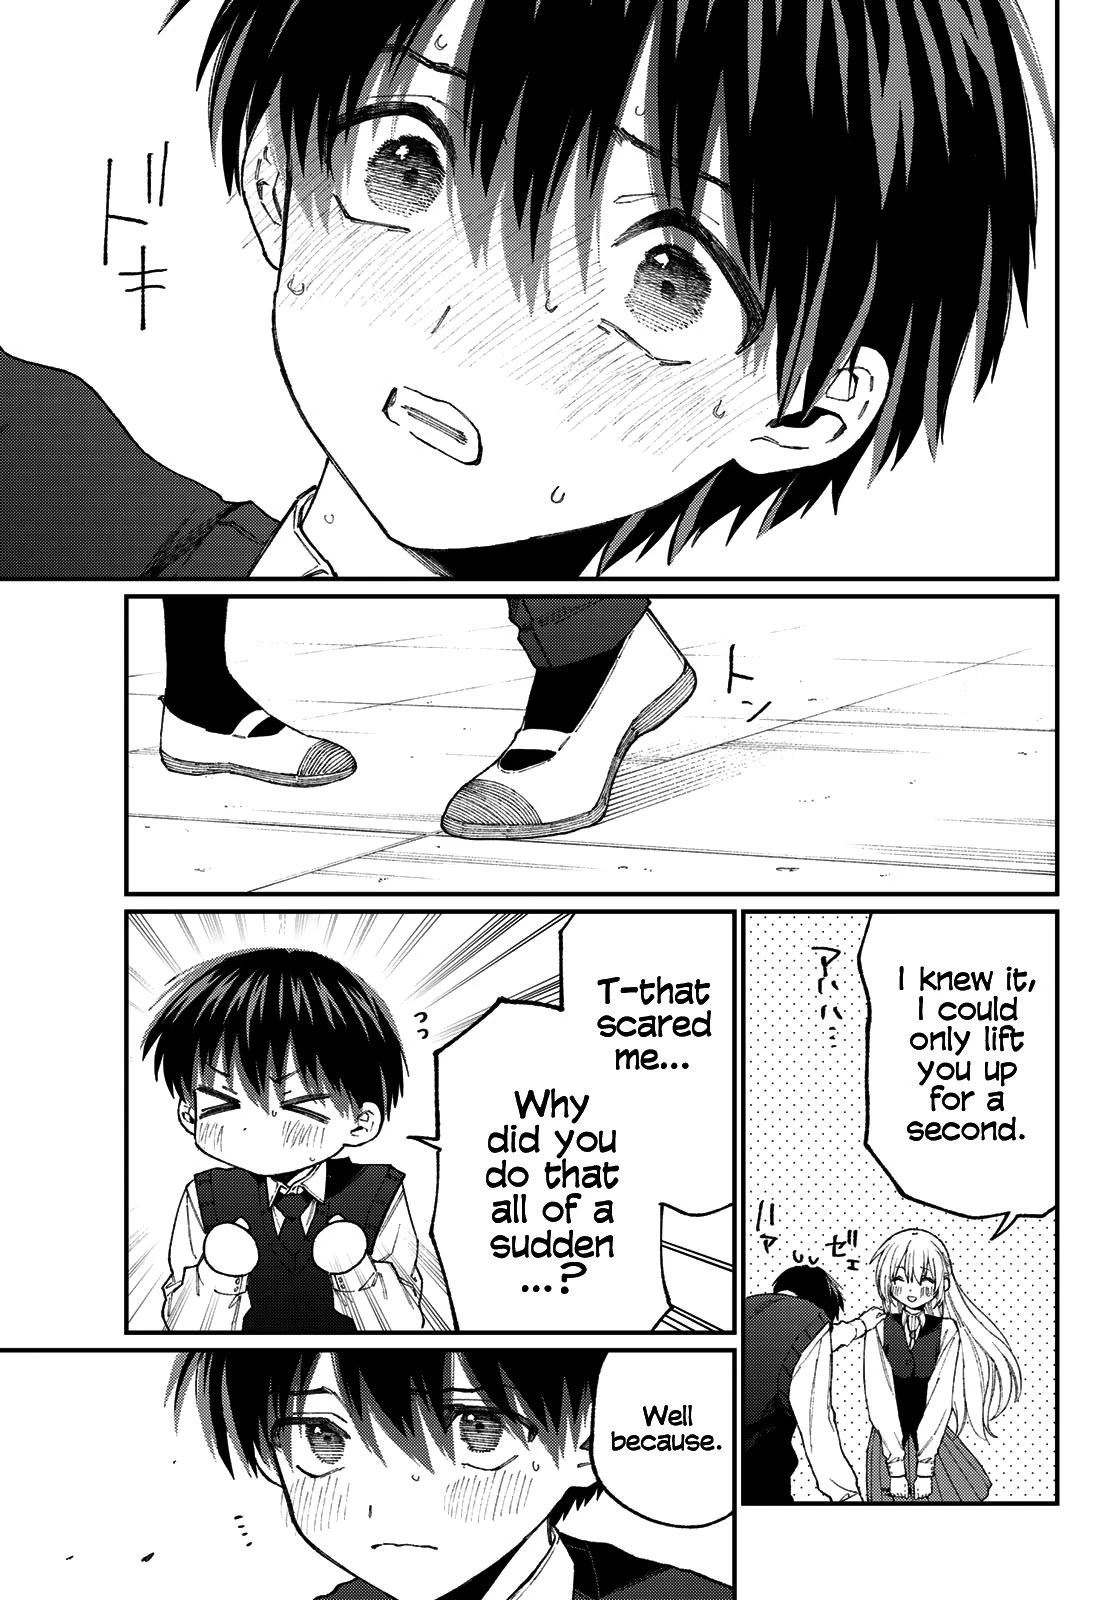 ドキッ
トン
アハハ…
I knew it,
I could
only lift
you up
for a
second.
ゼェ
ハァ
T-that
scared
me...
Why
did you
do that
all of a
sudden
...?
Well
because.